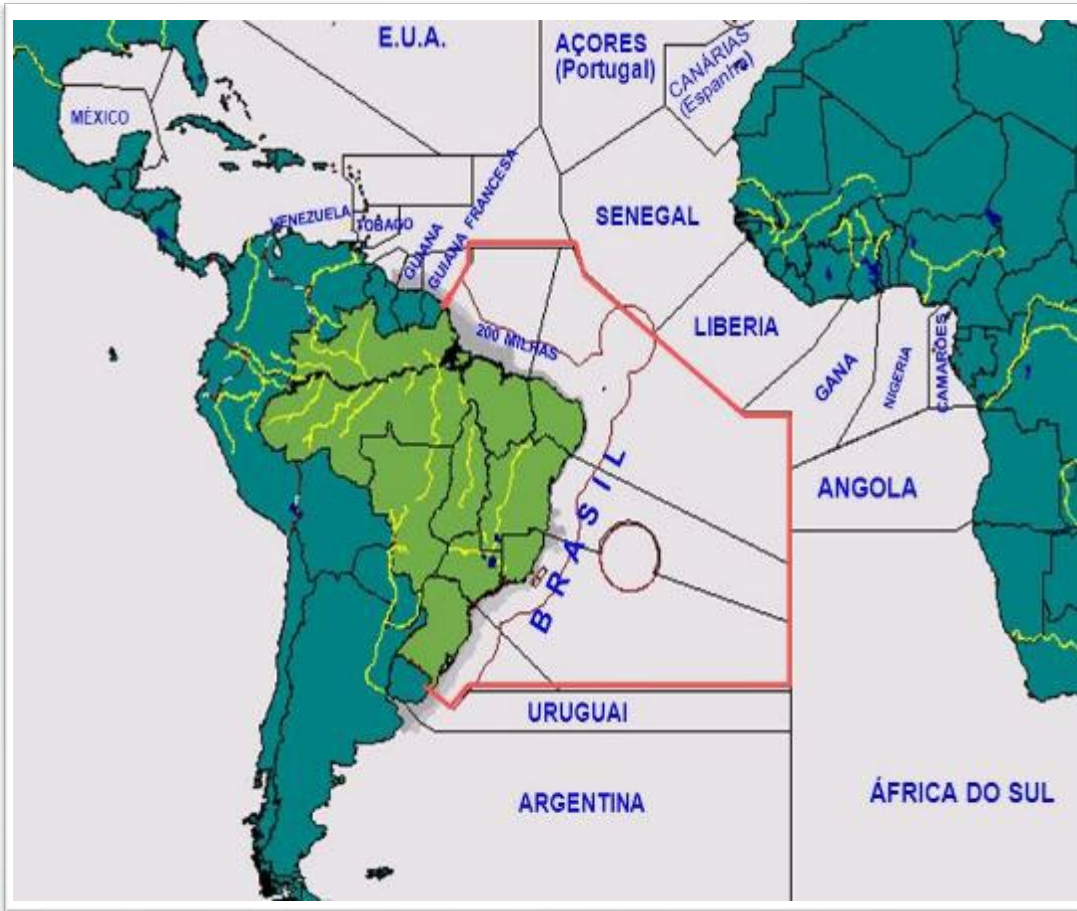 E.U.A.
AÇORES
(Portugal)
CANÁRIAS
(Espanha)
MÉXICO
VENEZUELA
TOBAGO
GUIANA
GUIANA FRANCESA
SENEGAL
200 MILHAS
LIBERIA
GANA
NIIGERIA
CAMARÕES
BRASIL
ANGOLA
URUGUAI
ARGENTINA
ÁFRICA DO SUL